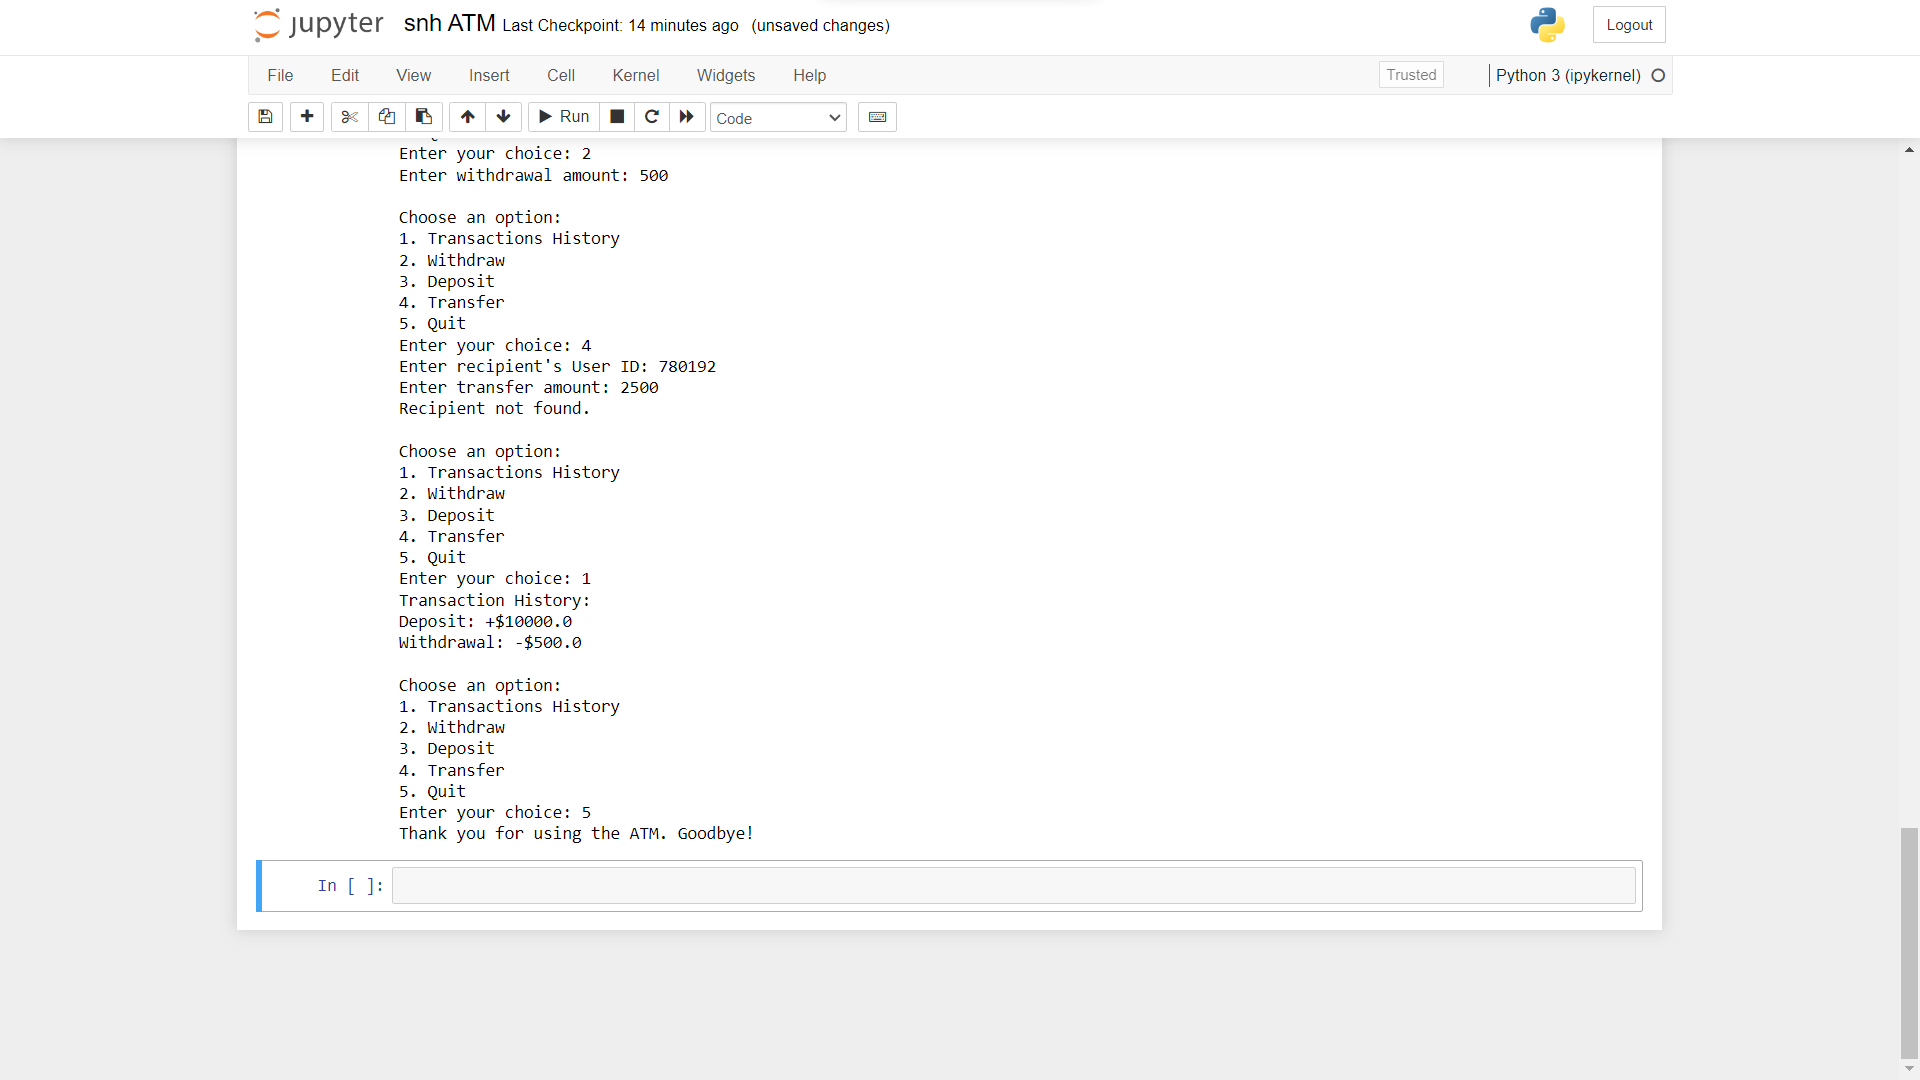 jupyter snh ATM Last Checkpoint: 14 minutes ago (unsaved changes) Logout
File Edit View Insert Cell Kernel Widgets Help Trusted Python 3 (ipykernel)
Run Code
Enter your choice: 2
Enter withdrawal amount: 500
Choose an option:
1. Transactions History
2. Withdraw
3. Deposit
4. Transfer
5. Quit
Enter your choice: 4
Enter recipient's User ID: 780192
Enter transfer amount: 2500
Recipient not found.
Choose an option:
1. Transactions History
2. Withdraw
3. Deposit
4. Transfer
5. Quit
Enter your choice: 1
Transaction History:
Deposit: +$10000.0
Withdrawal: -$500.0
Choose an option:
1. Transactions History
2. Withdraw
3. Deposit
4. Transfer
5. Quit
Enter your choice: 5
Thank you for using the ATM. Goodbye!
In [ ]: